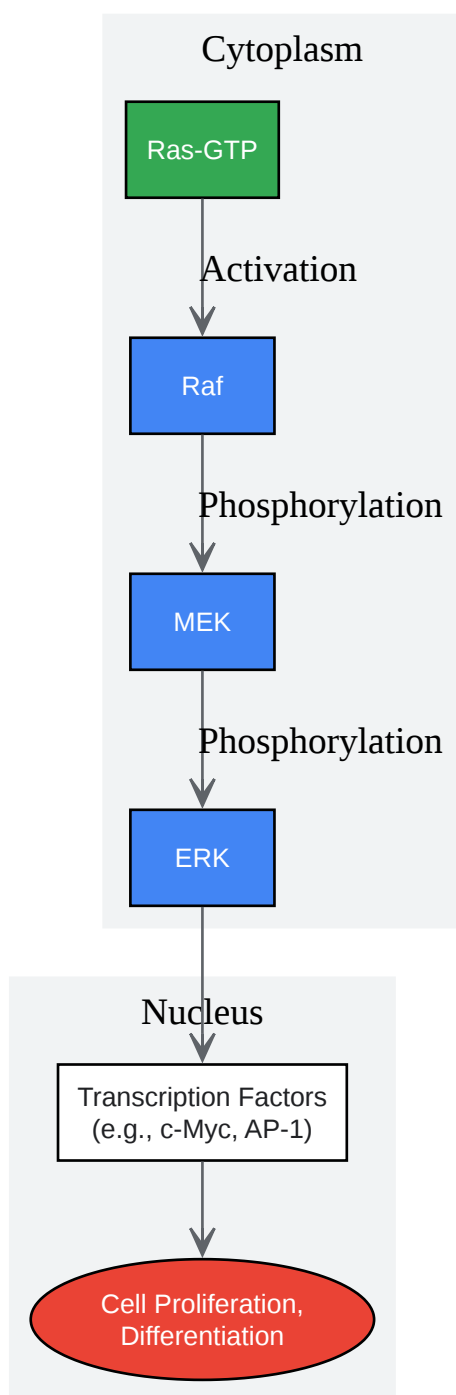 Cytoplasm
Ras-GTP
Activation
Raf
Phosphorylation
MEK
Phosphorylation
ERK
Nucleus
Transcription Factors
(e.g., c-Myc, AP-1)
Cell Proliferation,
Differentiation